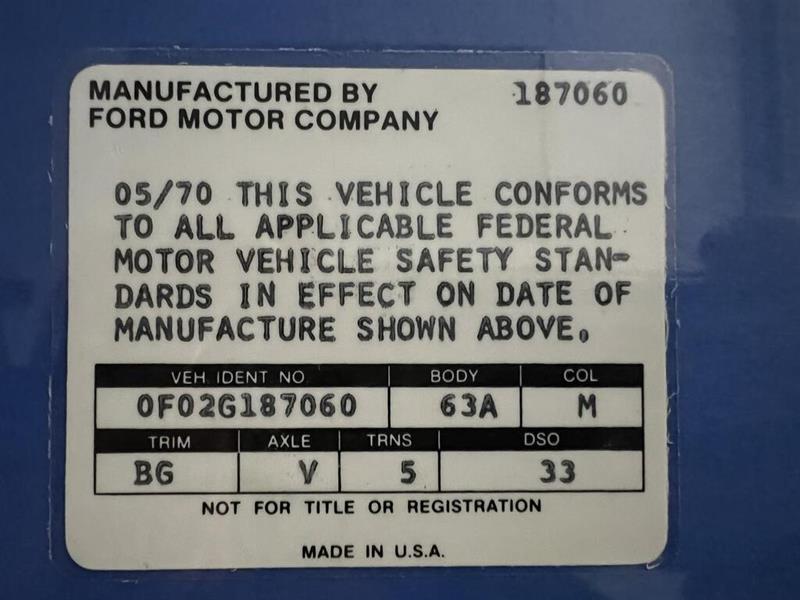 MANUFACTURED BY 187060
FORD MOTOR COMPANY
05/70 THIS VEHICLE CONFORMS
TO ALL APPLICABLE FEDERAL
MOTOR VEHICLE SAFETY STAN-
DARDS IN EFFECT ON DATE OF
MANUFACTURE SHOWN ABOVE.
VEH. IDENT NO. BODY COL
0F02G187060 63A M
TRIM AXLE TRNS DSO
BG V 5 33
NOT FOR TITLE OR REGISTRATION
MADE IN U.S.A.